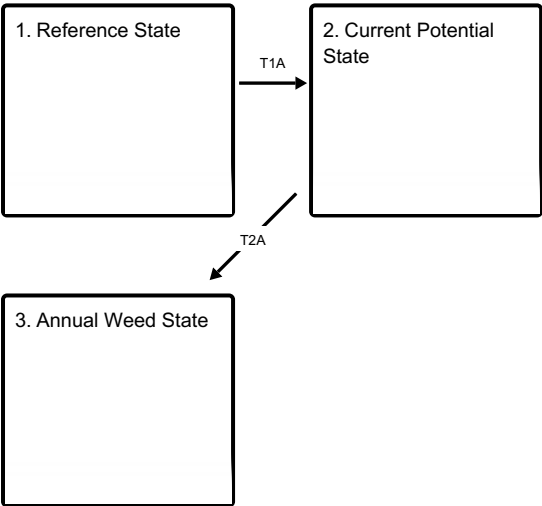 1. Reference State
T1A
2. Current Potential
State
T2A
3. Annual Weed State